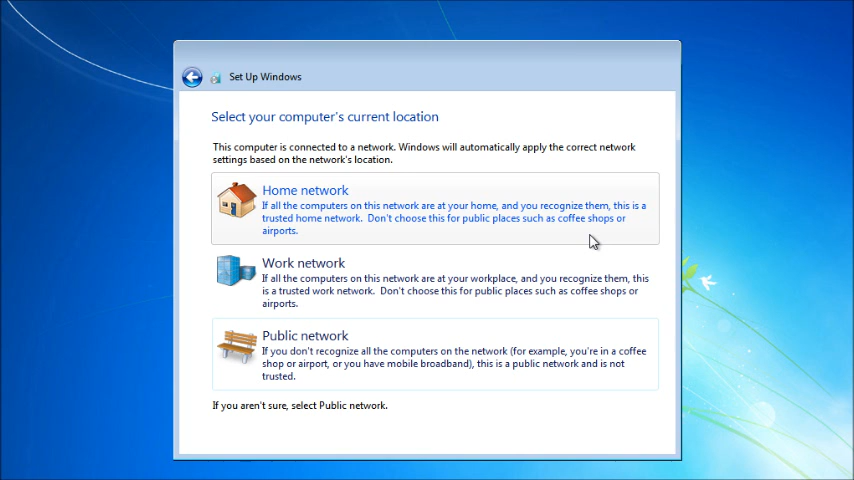 Set Up Windows
Select your computer's current location
This computer is connected to a network. Windows will automatically apply the correct network
settings based on the network's location.
Home network
If all the computers on this network are at your home, and you recognize them, this is a
trusted home network.  Don't choose this for public places such as coffee shops or
airports.
Work network
If all the computers on this network are at your workplace, and you recognize them, this
is a trusted work network.  Don't choose this for public places such as coffee shops or
airports.
Public network
If you don't recognize all the computers on the network (for example, you're in a coffee
shop or airport, or you have mobile broadband), this is a public network and is not
trusted.
If you aren't sure, select Public network.